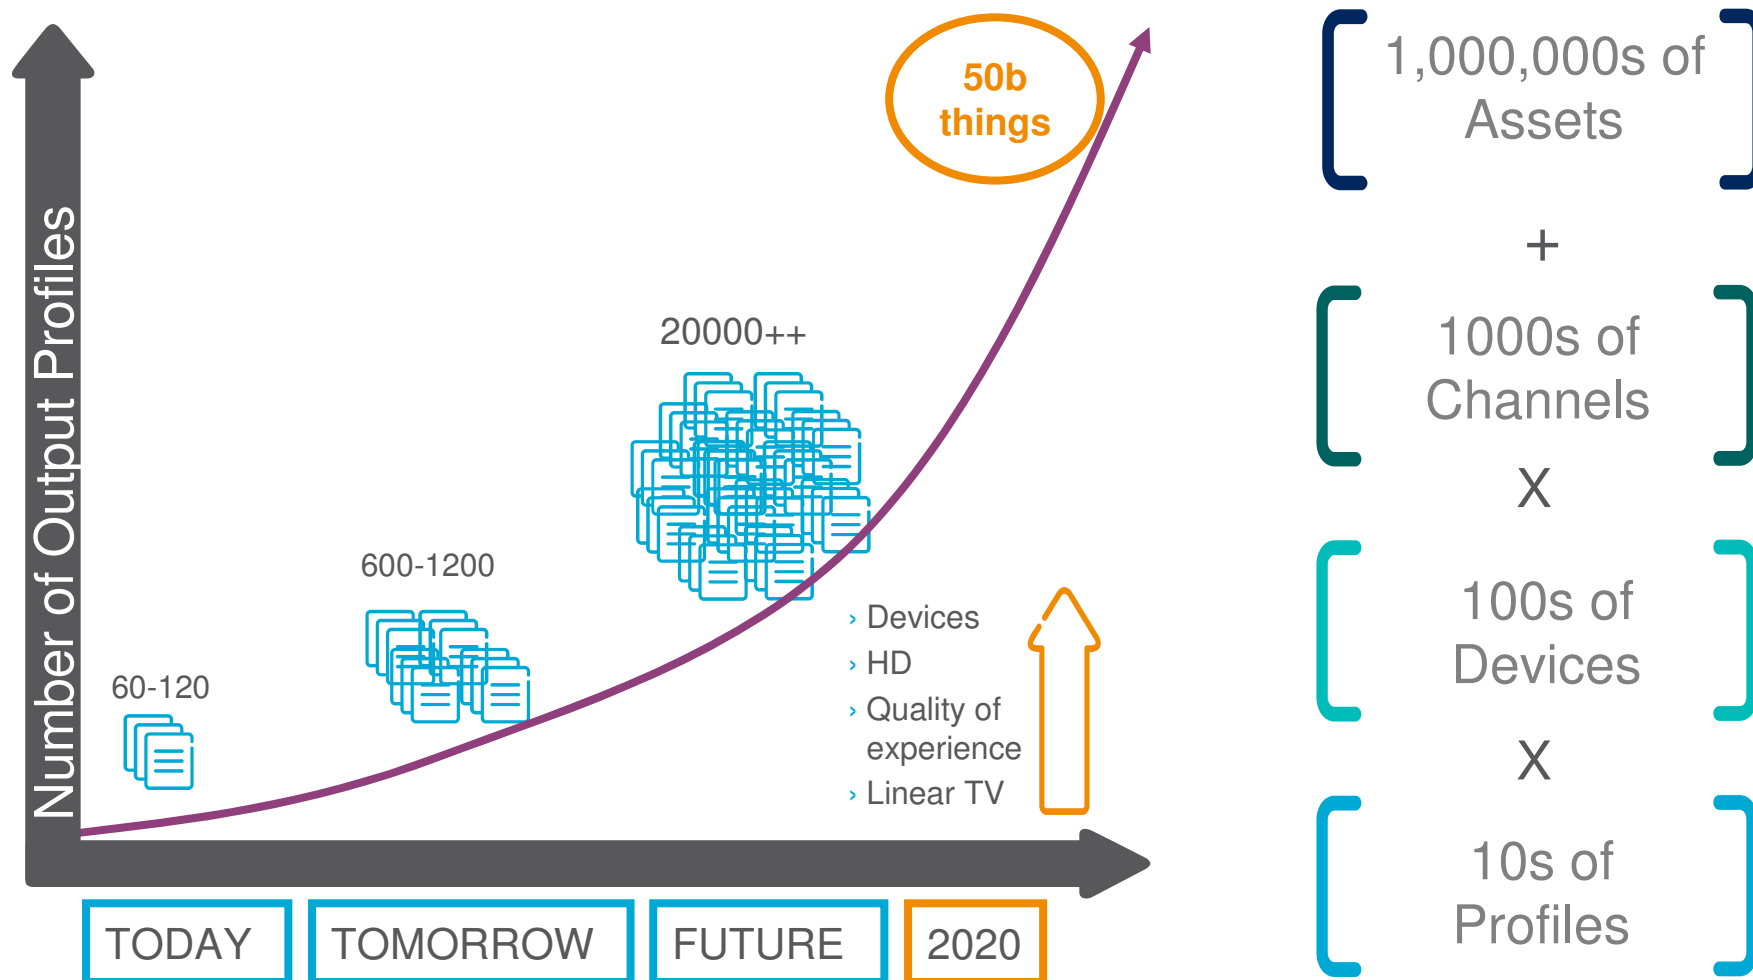 Number of Output Profiles
60-120
600-1200
20000++
50b
things
› Devices
› HD
› Quality of
experience
› Linear TV
TODAY
TOMORROW
FUTURE
2020
1,000,000s of
Assets
+
1000s of
Channels
X
100s of
Devices
X
10s of
Profiles